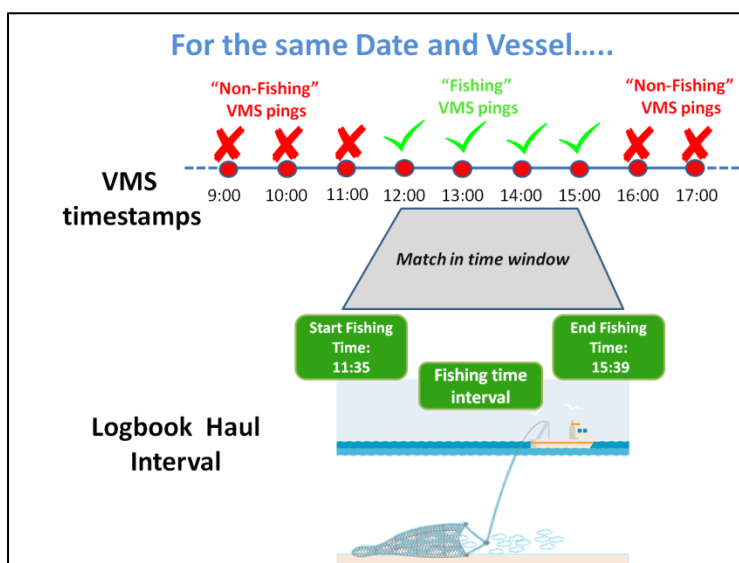 For the same Date and Vessel.....
“Non-Fishing”
VMS pings
“Fishing”
VMS pings
“Non-Fishing”
VMS pings
VMS
timestamps
9:00 10:00 11:00 12:00 13:00 14:00 15:00 16:00 17:00
Match in time window
Start Fishing
Time:
11:35
End Fishing
Time:
15:39
Fishing time
interval
Logbook Haul
Interval